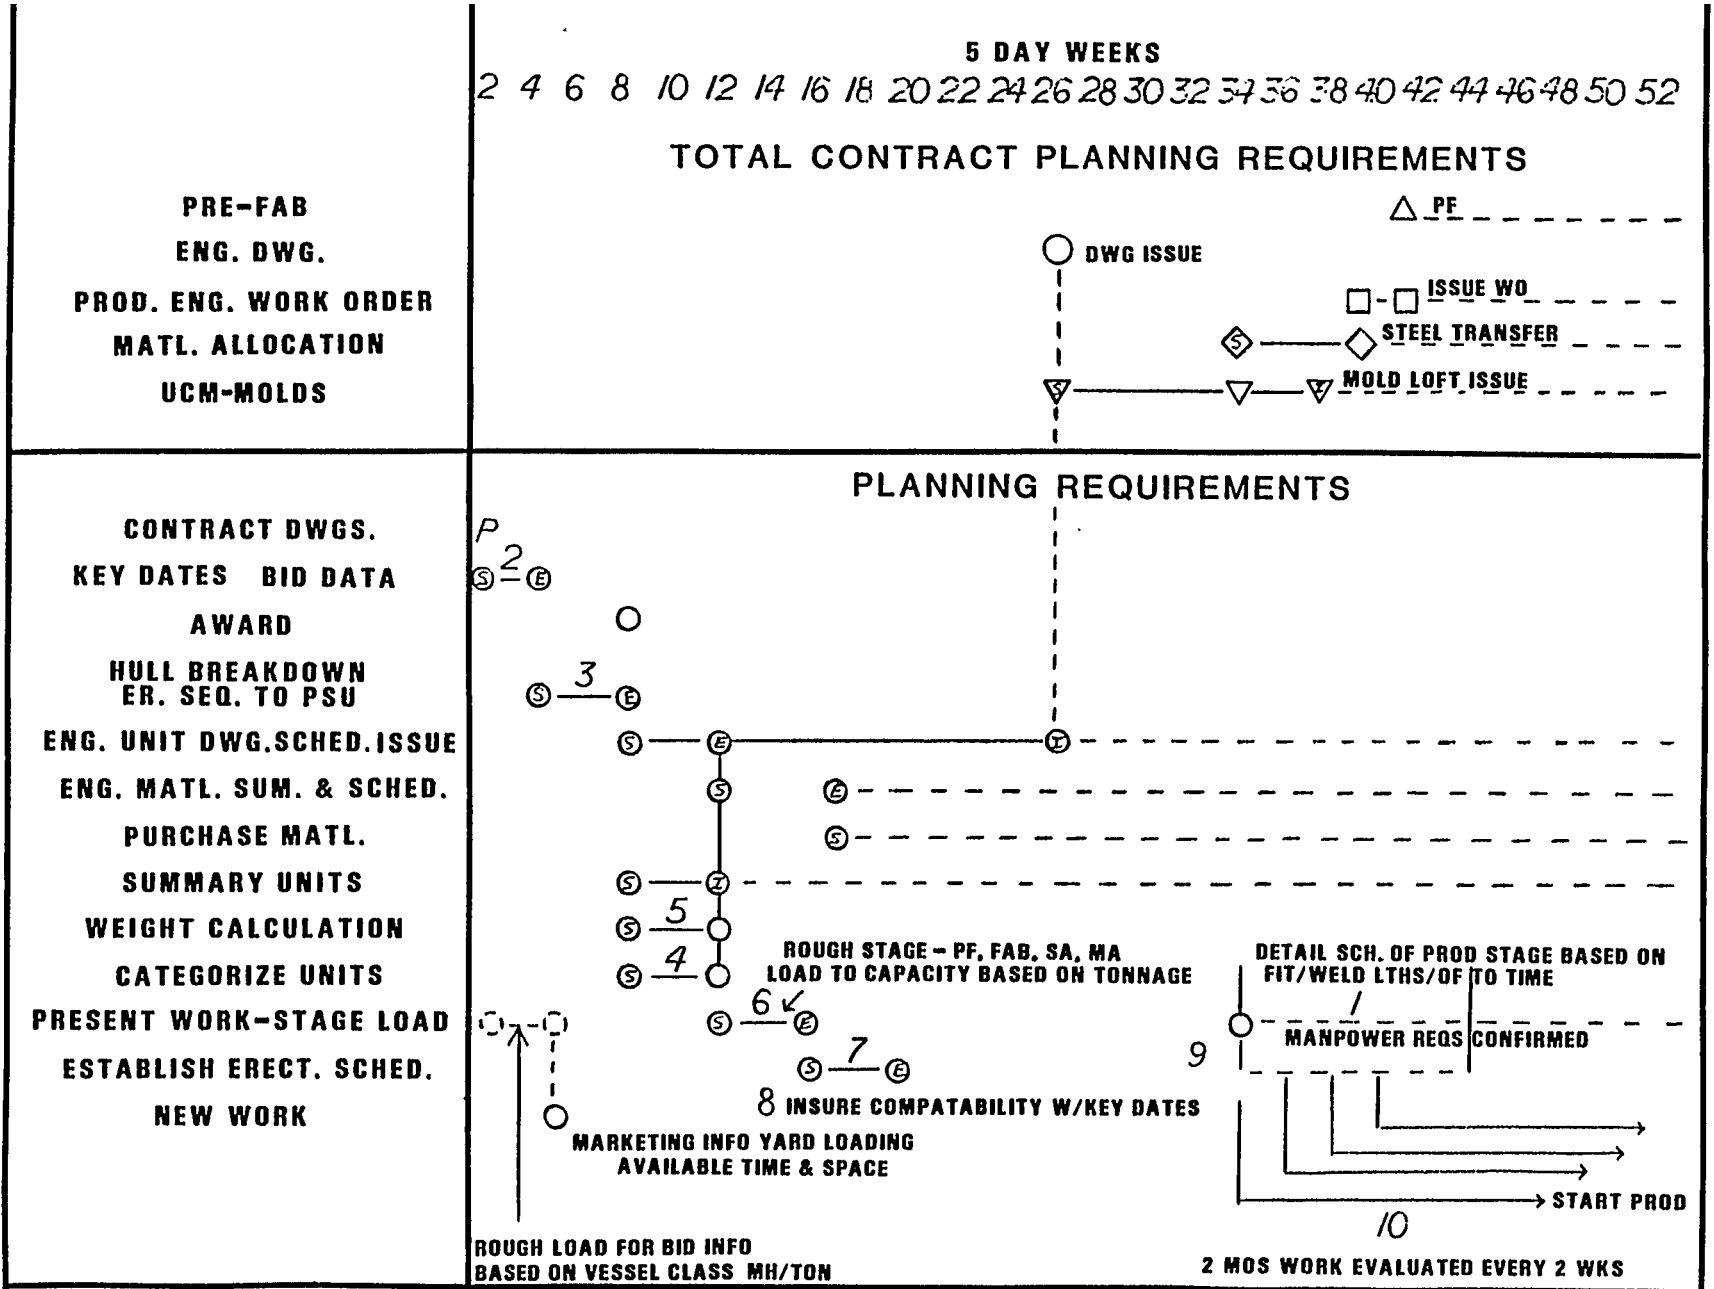 5 DAY WEEKS
2 4 6 8 10 12 14 16 18 20 22 24 26 28 30 32 34 36 38 40 42 44 46 48 50 52
TOTAL CONTRACT PLANNING REQUIREMENTS
PRE-FAB
PF
ENG. DWG.
DWG ISSUE
PROD. ENG. WORK ORDER
ISSUE WO
MATL. ALLOCATION
S
STEEL TRANSFER
UCM-MOLDS
S I MOLD LOFT ISSUE
PLANNING REQUIREMENTS
CONTRACT DWGS.
P
KEY DATES BID DATA
S 2 E
AWARD
HULL BREAKDOWN
ER. SEQ. TO PSU
S 3 E
ENG. UNIT DWG.SCHED.ISSUE
S E I
ENG. MATL. SUM. & SCHED.
S E
PURCHASE MATL.
S
SUMMARY UNITS
S I
WEIGHT CALCULATION
S 5
CATEGORIZE UNITS
S 4
ROUGH STAGE - PF, FAB, SA, MA
LOAD TO CAPACITY BASED ON TONNAGE
DETAIL SCH. OF PROD STAGE BASED ON
FIT/WELD LTHS/OF TO TIME
PRESENT WORK-STAGE LOAD
S 6 E
MANPOWER REQS CONFIRMED
ESTABLISH ERECT. SCHED.
S 7 E
9
NEW WORK
8 INSURE COMPATABILITY W/KEY DATES
MARKETING INFO YARD LOADING
AVAILABLE TIME & SPACE
START PROD
10
ROUGH LOAD FOR BID INFO
BASED ON VESSEL CLASS MH/TON
2 MOS WORK EVALUATED EVERY 2 WKS